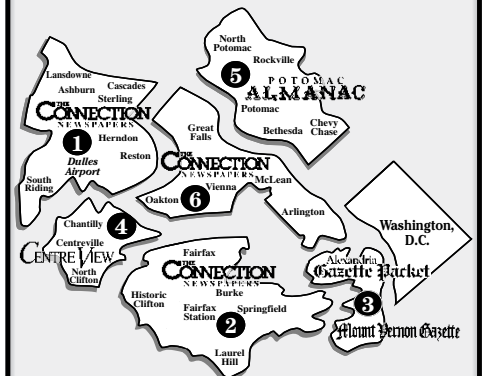 North
Potomac
Rockville
5
POTOMAC
ALMANAC
Potomac
Bethesda
Chevy
Chase
Lansdowne
Ashburn
Cascades
Sterling
THE
CONNECTION
NEWSPAPERS
1
Herndon
Dulles
Airport
Reston
South
Riding
Great
Falls
THE
CONNECTION
NEWSPAPERS
McLean
Vienna
Oakton
6
Arlington
Chantilly
4
Centreville
CENTRE VIEW
North
Clifton
Washington,
D.C.
Fairfax
THE
CONNECTION
NEWSPAPERS
Burke
Historic
Clifton
Fairfax
Station
Springfield
2
Laurel
Hill
Alexandria
Gazette Packet
3
Mount Vernon Gazette